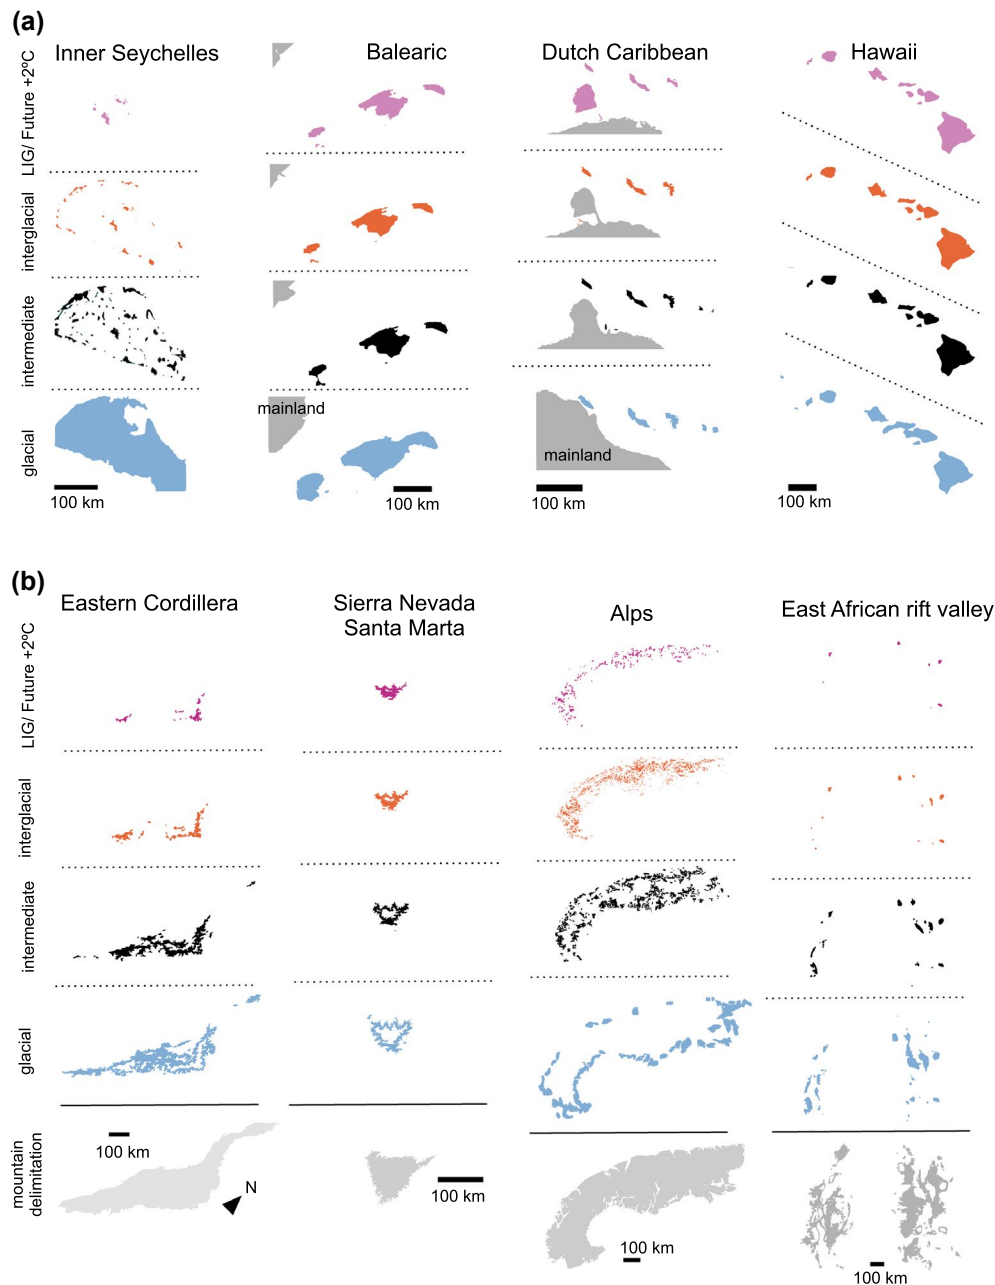 (a)
Inner Seychelles
Balearic
Dutch Caribbean
Hawaii
LIG/ Future +2°C
interglacial
intermediate
glacial
mainland
mainland
100 km
100 km
100 km
100 km
(b)
Eastern Cordillera
Sierra Nevada
Santa Marta
Alps
East African rift valley
LIG/ Future +2°C
interglacial
intermediate
glacial
mountain
delimitation
100 km
N
100 km
100 km
100 km